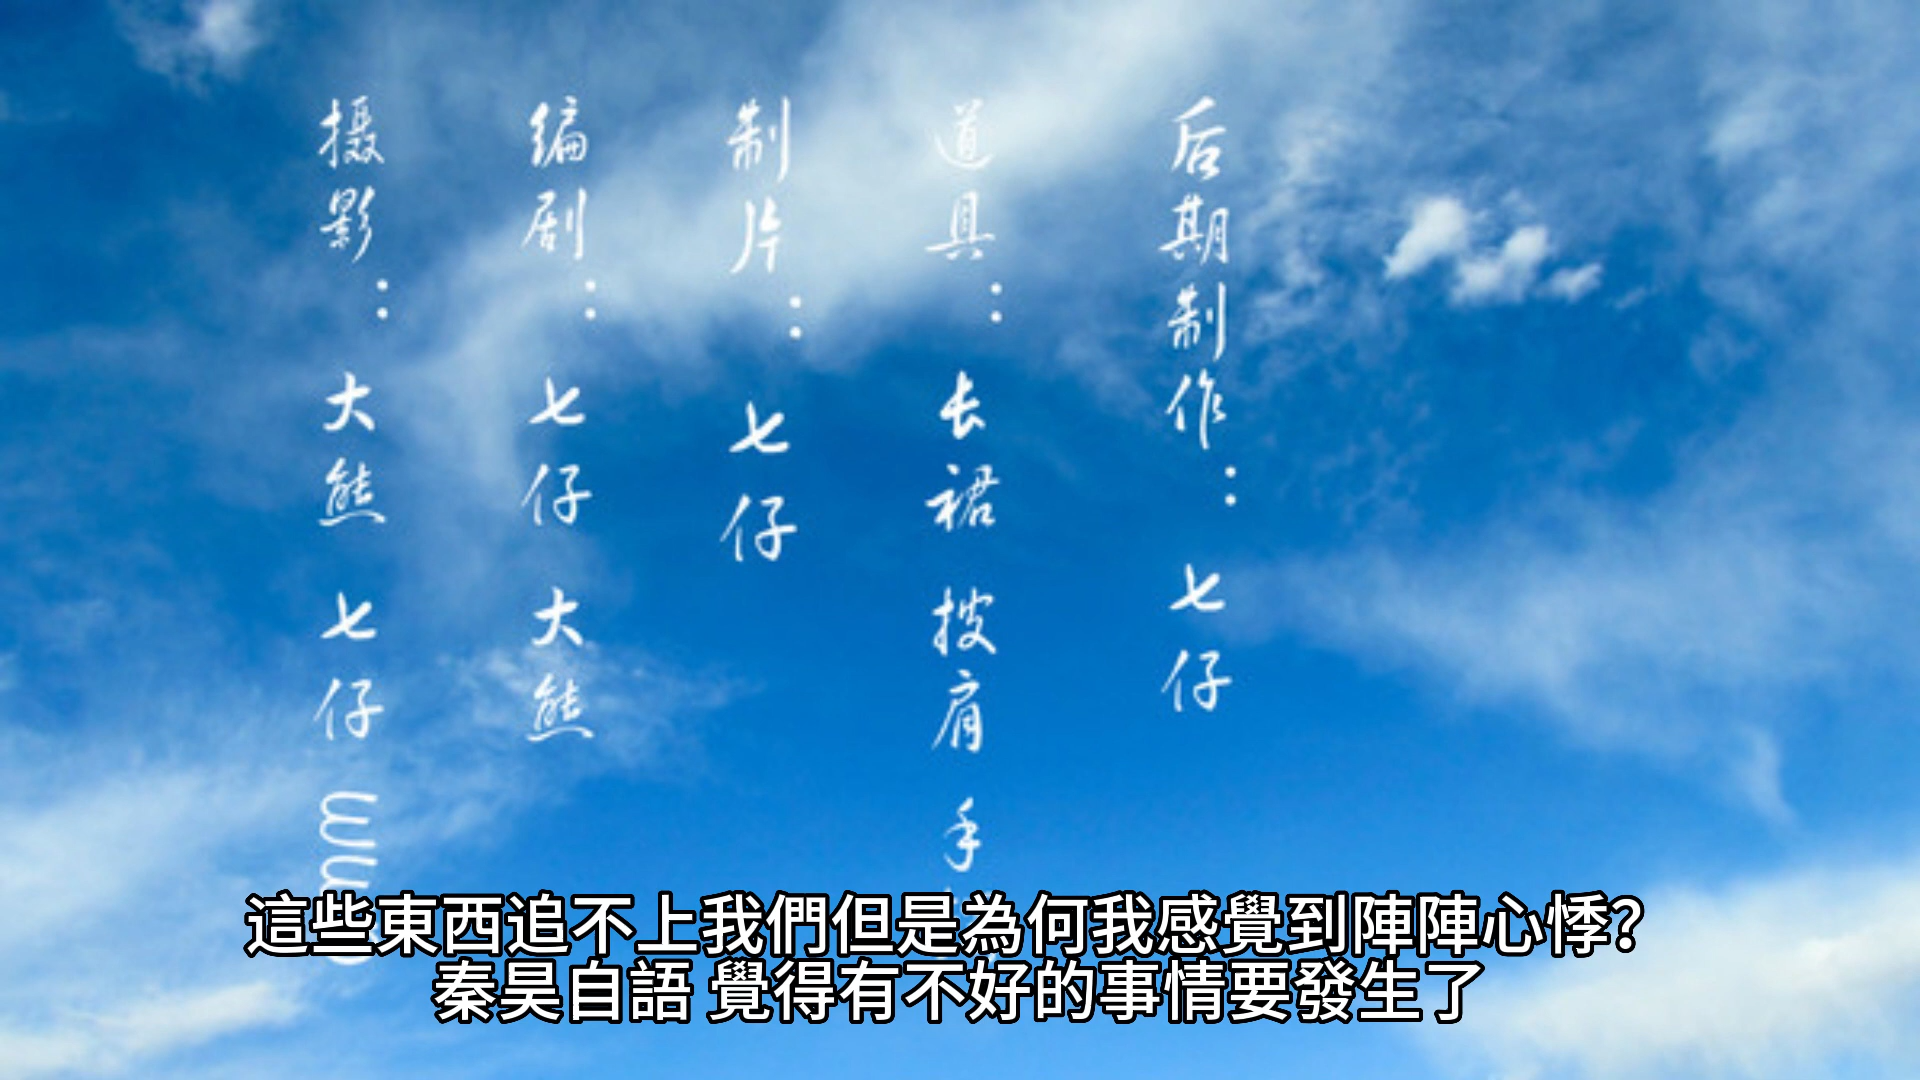 摄影：大熊 七仔
编剧：七仔 大熊
制片：七仔
道具：长裙 披肩 手
后期制作：七仔
這些東西追不上我們但是為何我感覺到陣陣心悸?
秦昊自語 覺得有不好的事情要發生了